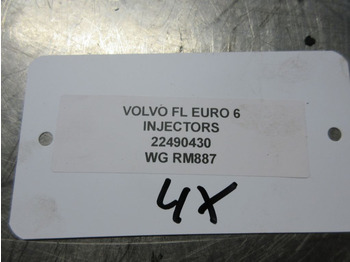 VOLVO FL EURO 6
INJECTORS
22490430
WG RM887
4X